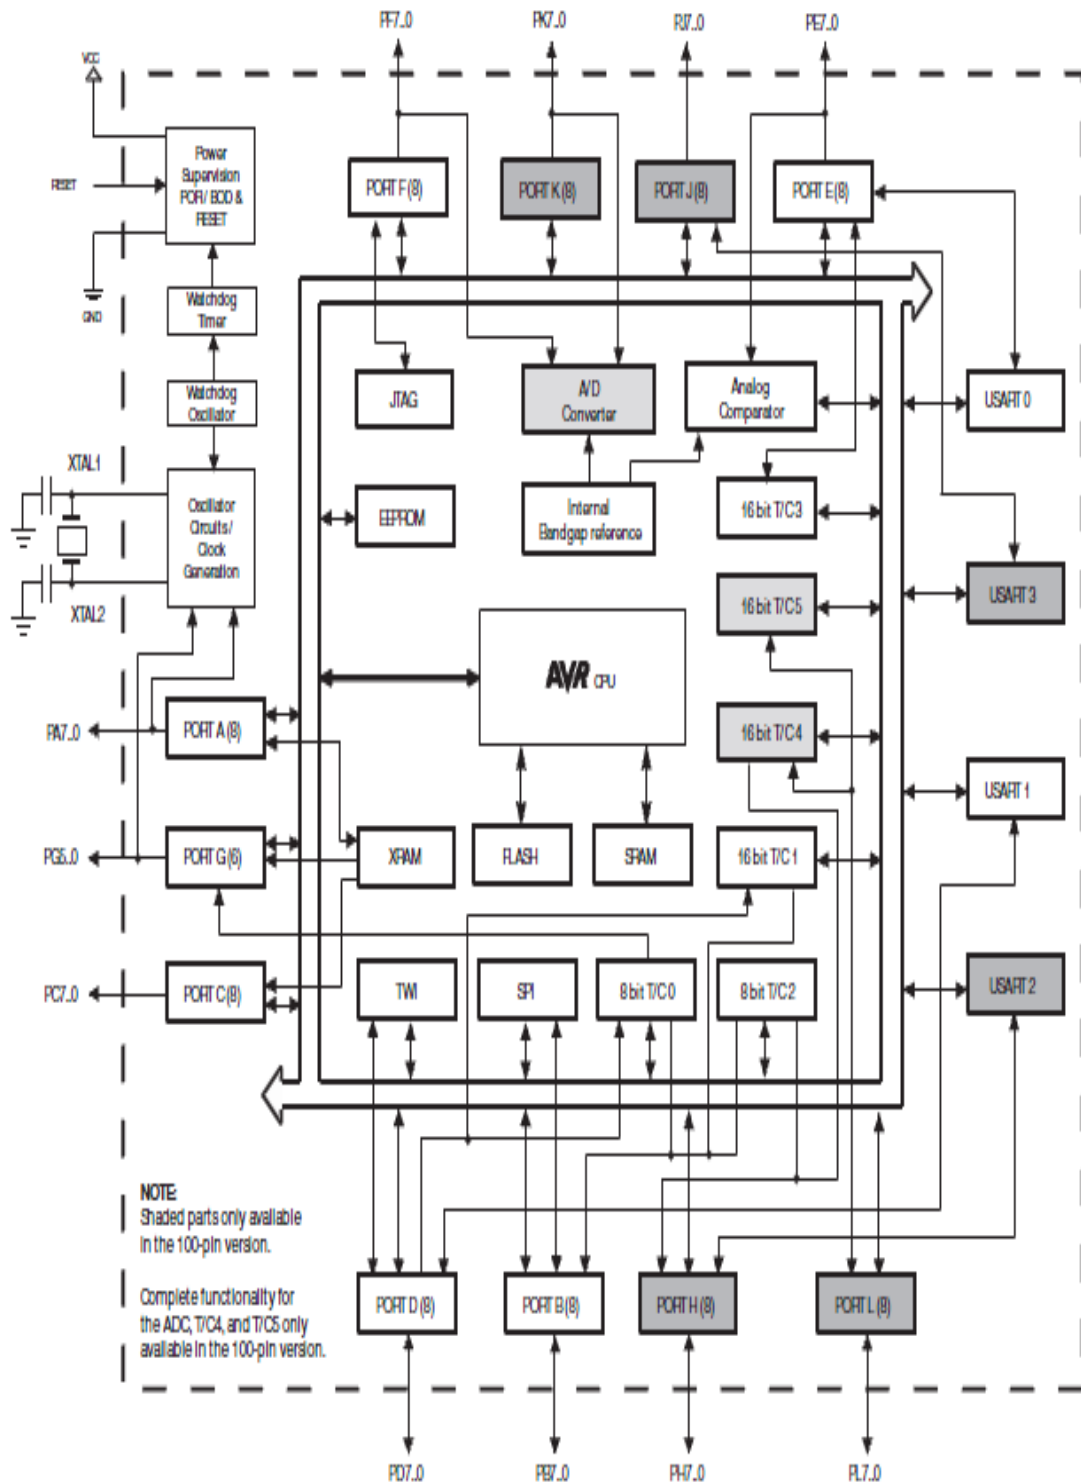 PF7..0
PK7..0
PJ7..0
PE7..0
VCC
Power
Supervision
POR / BOD &
RESET
RESET
PORT F (8)
PORT K (8)
PORT J (8)
PORT E (8)
GND
Watchdog
Timer
Watchdog
Oscillator
JTAG
A/D
Converter
Analog
Comparator
USART 0
XTAL1
Oscillator
Circuits /
Clock
Generation
XTAL2
EEPROM
Internal
Bandgap reference
16 bit T/C3
USART 3
16 bit T/C5
AVR CPU
PA7..0
PORT A (8)
16 bit T/C4
USART 1
PG5..0
PORT G (6)
XRAM
FLASH
SRAM
16 bit T/C1
PC7..0
PORT C (8)
TWI
SPI
8 bit T/C0
8 bit T/C2
USART 2
NOTE:
Shaded parts only available
in the 100-pin version.
Complete functionality for
the ADC, T/C4, and T/C5 only
available in the 100-pin version.
PORT D (8)
PORT B (8)
PORT H (8)
PORT L (8)
PD7..0
PB7..0
PH7..0
PL7..0